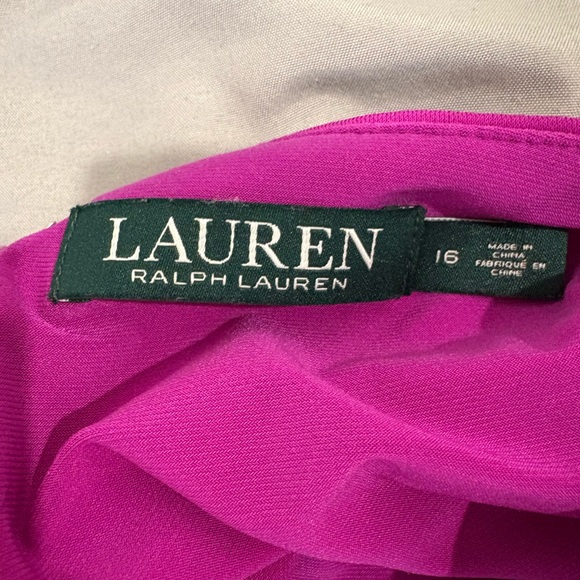 LAUREN
RALPH LAUREN
16
MADE IN
CHINA
FABRIQUÉ EN
CHINE